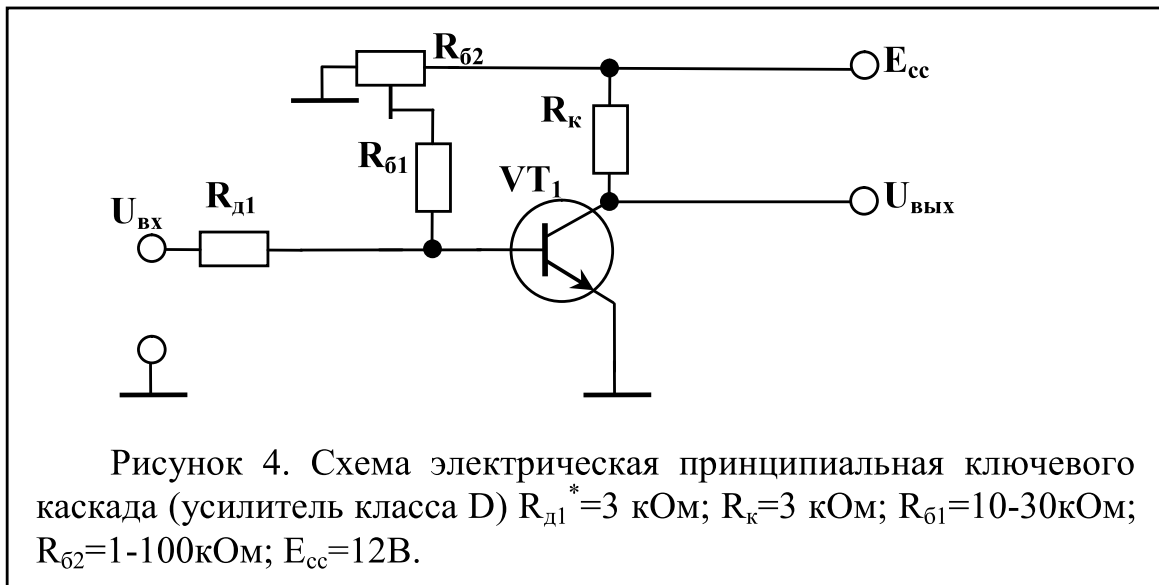 Rб2
Eсс
Rк
Rб1
VT1
Rд1
Uвх
Uвых
Рисунок 4. Схема электрическая принципиальная ключевого
каскада (усилитель класса D) Rд1*=3 кОм; Rк=3 кОм; Rб1=10-30кОм;
Rб2=1-100кОм; Eсс=12В.